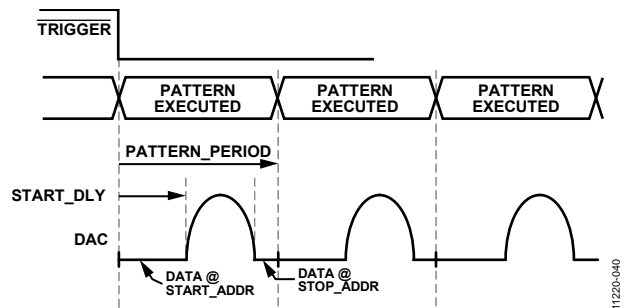 TRIGGER
PATTERN
EXECUTED
PATTERN
EXECUTED
PATTERN
EXECUTED
PATTERN_PERIOD
START_DLY
DAC
DATA @
START_ADDR
DATA @
STOP_ADDR
11220-040